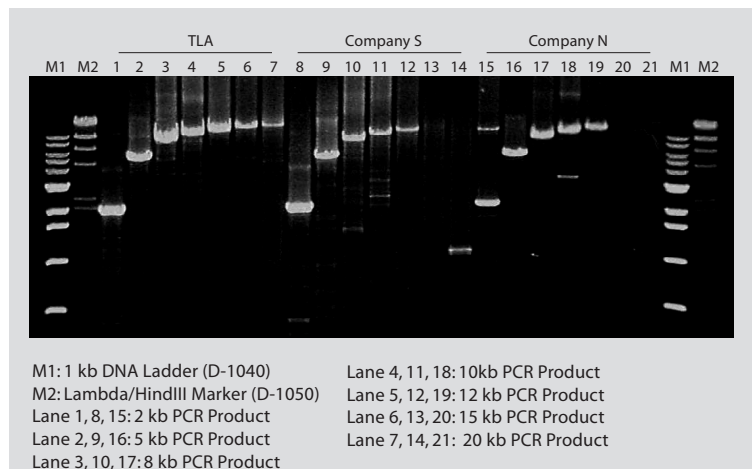 TLA Company S Company N
M1 M2 1 2 3 4 5 6 7 8 9 10 11 12 13 14 15 16 17 18 19 20 21 M1 M2
M1: 1 kb DNA Ladder (D-1040)
M2: Lambda/HindIII Marker (D-1050)
Lane 1, 8, 15: 2 kb PCR Product
Lane 2, 9, 16: 5 kb PCR Product
Lane 3, 10, 17: 8 kb PCR Product
Lane 4, 11, 18: 10kb PCR Product
Lane 5, 12, 19: 12 kb PCR Product
Lane 6, 13, 20: 15 kb PCR Product
Lane 7, 14, 21: 20 kb PCR Product